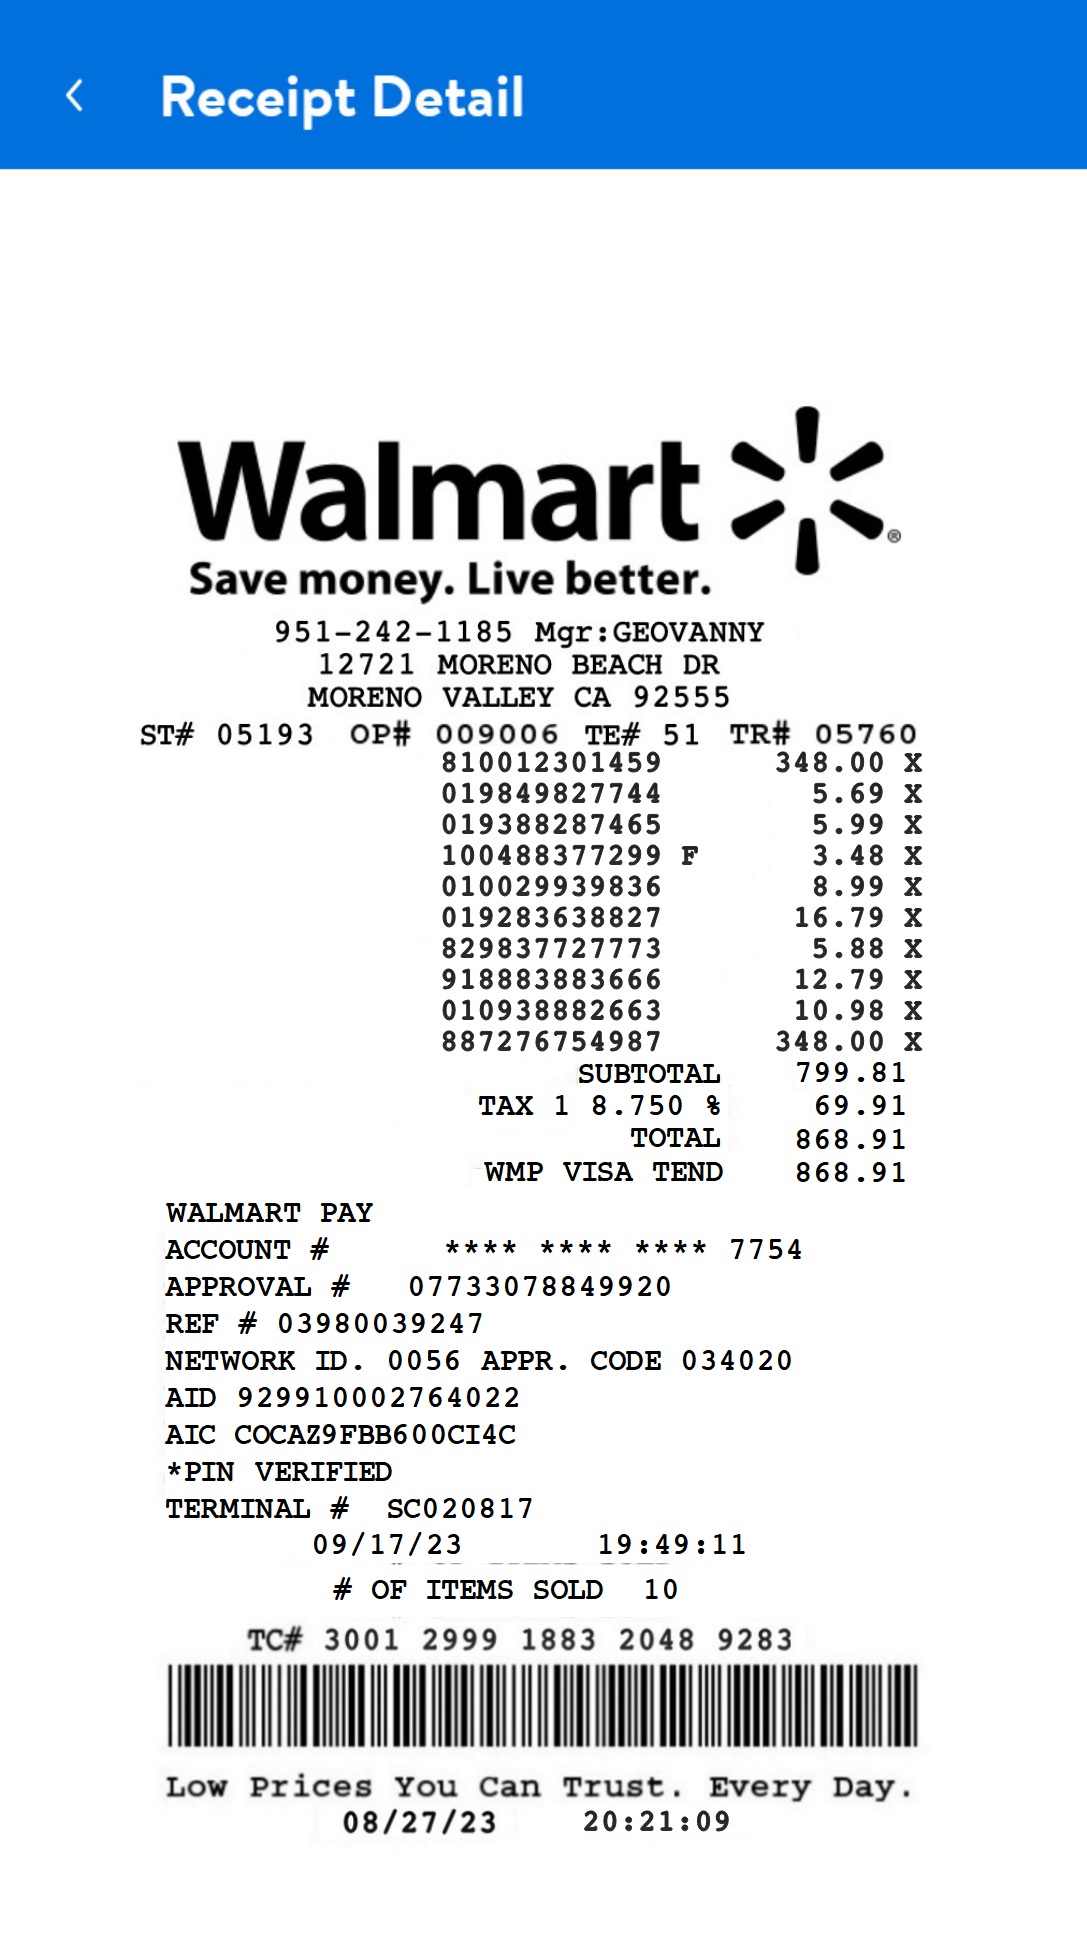 Receipt Detail
Walmart
Save money. Live better.
951-242-1185 Mgr:GEOVANNY
12721 MORENO BEACH DR
MORENO VALLEY CA 92555
ST# 05193 OP# 009006 TE# 51 TR# 05760
810012301459 348.00 X
019849827744 5.69 X
019388287465 5.99 X
100488377299 F 3.48 X
010029939836 8.99 X
019283638827 16.79 X
829837727773 5.88 X
918883883666 12.79 X
010938882663 10.98 X
887276754987 348.00 X
SUBTOTAL 799.81
TAX 1 8.750 % 69.91
TOTAL 868.91
WMP VISA TEND 868.91
WALMART PAY
ACCOUNT # **** **** **** 7754
APPROVAL # 07733078849920
REF # 03980039247
NETWORK ID. 0056 APPR. CODE 034020
AID 929910002764022
AIC COCAZ9FBB600CI4C
*PIN VERIFIED
TERMINAL # SC020817
09/17/23 19:49:11
# OF ITEMS SOLD 10
TC# 3001 2999 1883 2048 9283
Low Prices You Can Trust. Every Day.
08/27/23 20:21:09